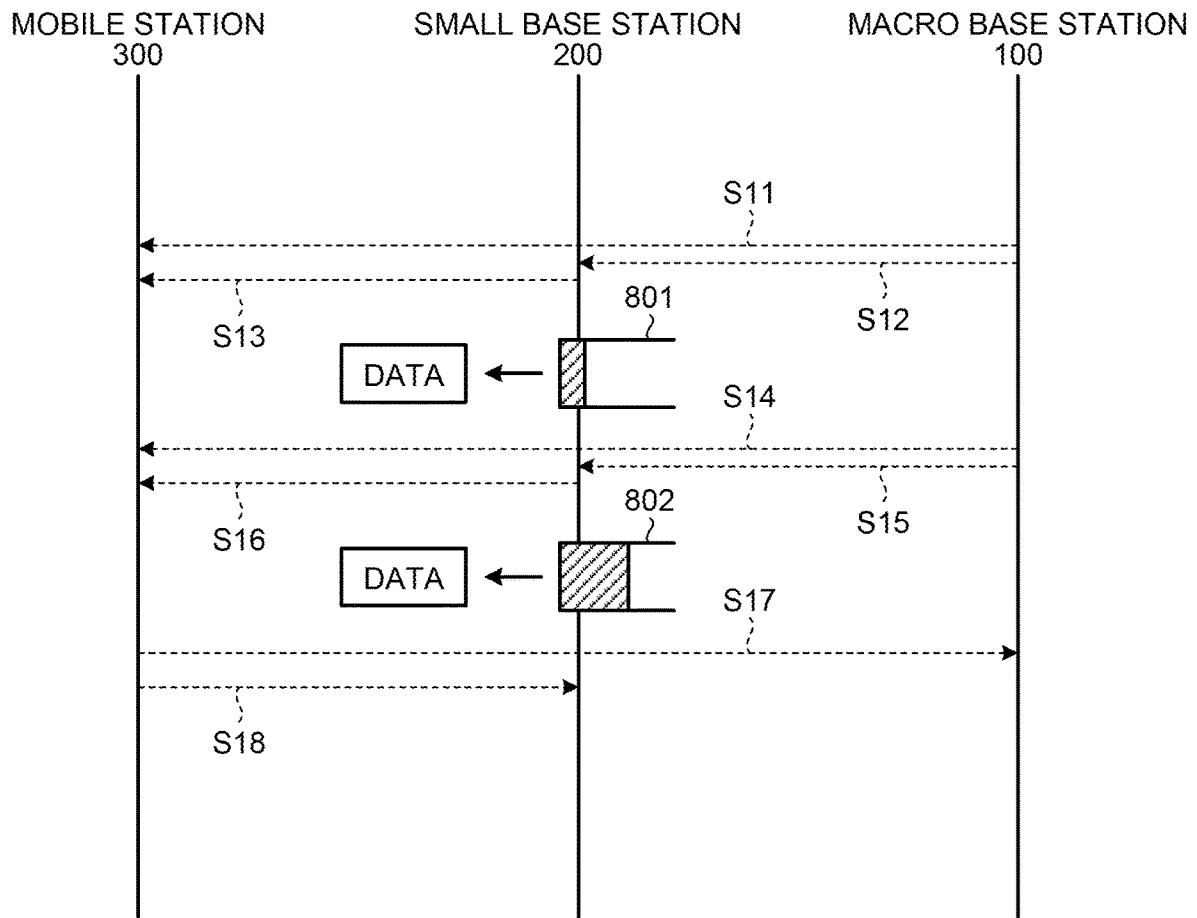 MOBILE STATION
300
SMALL BASE STATION
200
MACRO BASE STATION
100
S11
S12
S13
801
DATA
S14
S15
S16
802
DATA
S17
S18